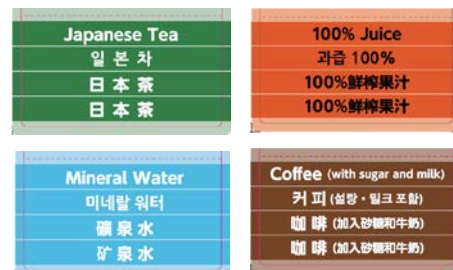 Japanese Tea
일 본 차
日 本 茶
日 本 茶
100% Juice
과즙 100%
100%鮮榨果汁
100%鲜榨果汁
Mineral Water
미네랄 워터
礦 泉 水
矿 泉 水
Coffee (with sugar and milk)
커 피 (설탕・밀크 포함)
咖 啡 (加入砂糖和牛奶)
咖 啡 (加入砂糖和牛奶)